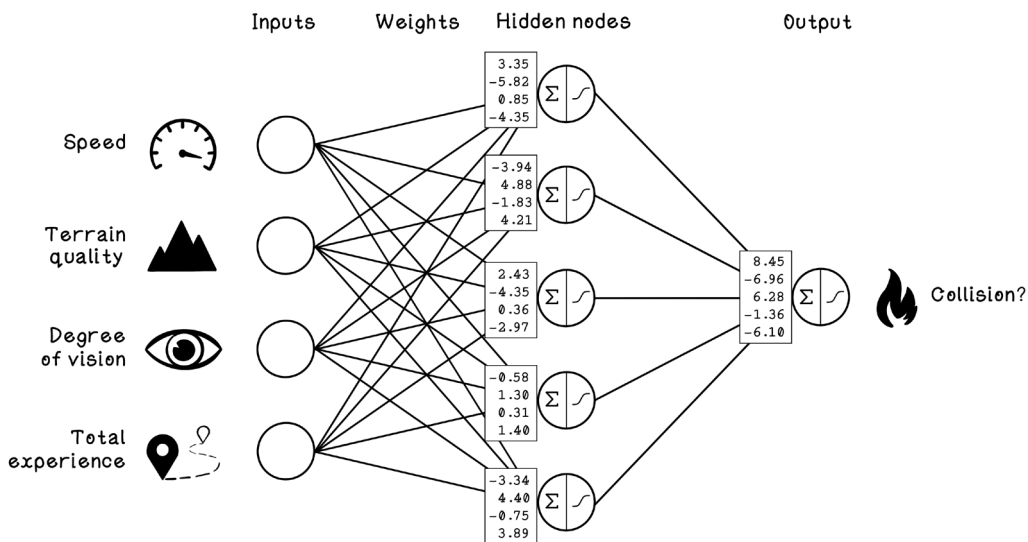 Inputs
Weights
Hidden nodes
Output
Speed
Terrain
quality
Degree
of vision
Total
experience
3.35
-5.82
0.85
-4.35
Σ
-3.94
4.88
-1.83
4.21
Σ
2.43
-4.35
0.36
-2.97
Σ
-0.58
1.30
0.31
1.40
Σ
-3.34
4.40
-0.75
3.89
Σ
8.45
-6.96
6.28
-1.36
-6.10
Σ
Collision?